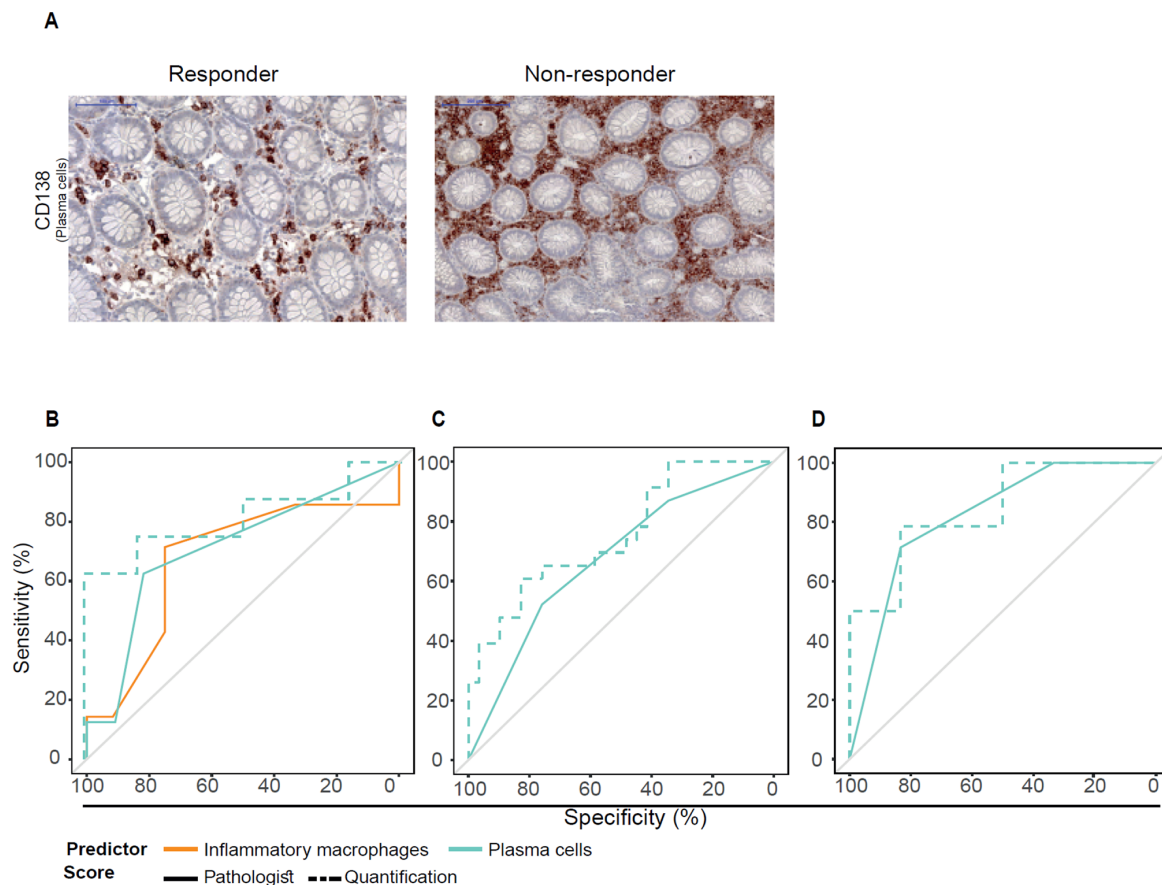 A
Responder
Non-responder
CD138
(Plasma cells)
B
C
D
Sensitivity (%)
100
80
60
40
20
0
100
80
60
40
20
0
100
80
60
40
20
0
100 80 60 40 20 0
100 80 60 40 20 0
100 80 60 40 20 0
Specificity (%)
Predictor Inflammatory macrophages Plasma cells
Score Pathologist Quantification